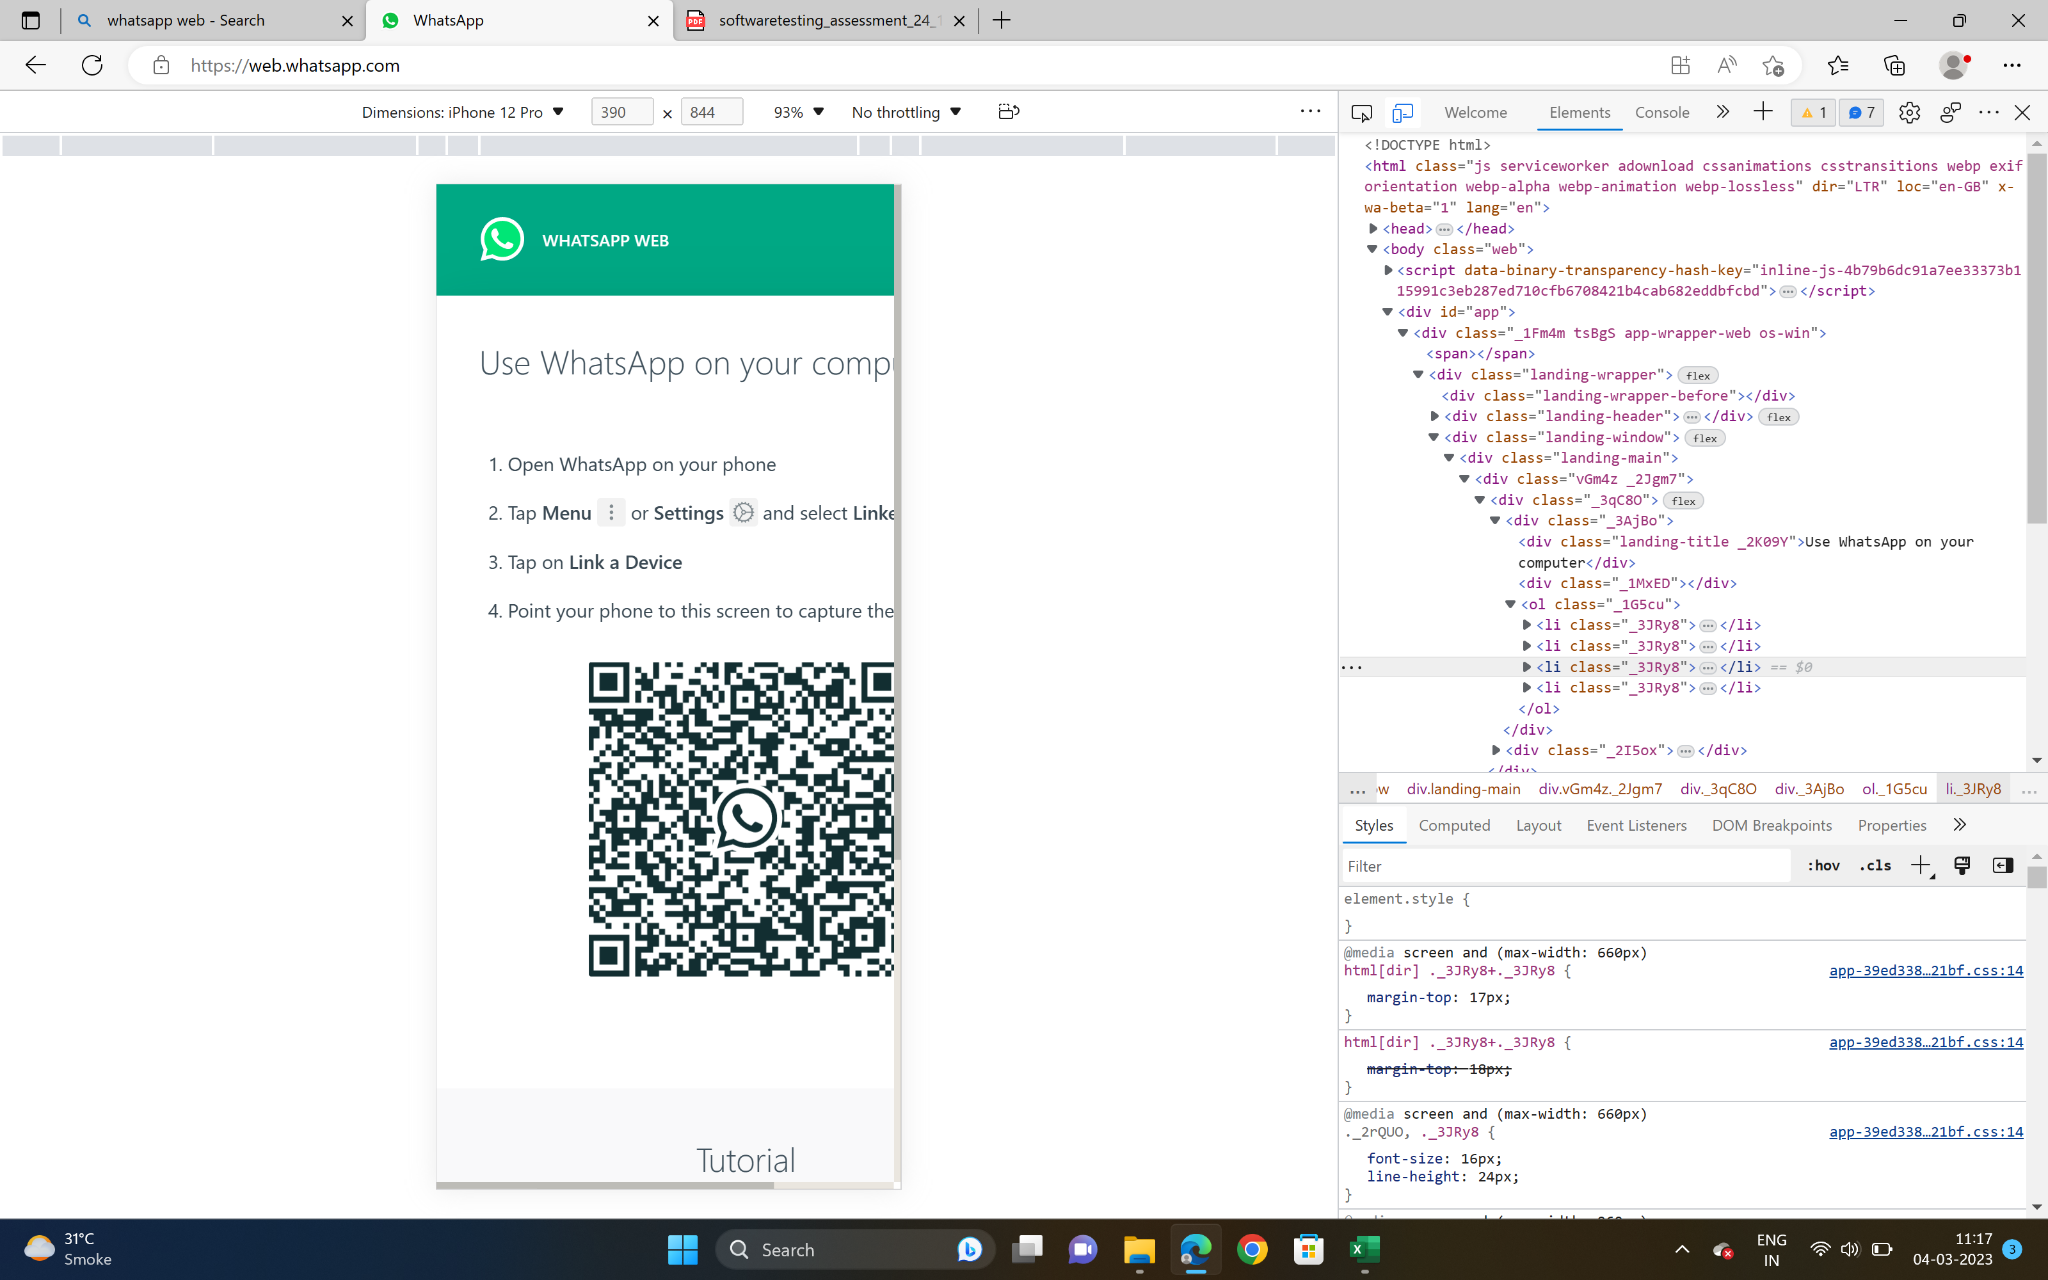 whatsapp web - Search
WhatsApp
softwaretesting_assessment_24_
https://web.whatsapp.com
Dimensions: iPhone 12 Pro
390 × 844
93%
No throttling
WHATSAPP WEB
Use WhatsApp on your comp
1. Open WhatsApp on your phone
2. Tap Menu or Settings and select Linke
3. Tap on Link a Device
4. Point your phone to this screen to capture the
Tutorial
Welcome Elements Console 1 7
<!DOCTYPE html>
<html class="js serviceworker adownload cssanimations csstransitions webp exif
orientation webp-alpha webp-animation webp-lossless" dir="LTR" loc="en-GB" x-
wa-beta="1" lang="en">
<head> … </head>
<body class="web">
<script data-binary-transparency-hash-key="inline-js-4b79b6dc91a7ee33373b1
15991c3eb287ed710cfb6708421b4cab682eddbfcbd"> … </script>
<div id="app">
<div class="_1Fm4m tsBgS app-wrapper-web os-win">
<span></span>
<div class="landing-wrapper"> flex
<div class="landing-wrapper-before"></div>
<div class="landing-header"> … </div> flex
<div class="landing-window"> flex
<div class="landing-main">
<div class="vGm4z _2Jgm7">
<div class="_3qC8O"> flex
<div class="_3AjBo">
<div class="landing-title _2K09Y">Use WhatsApp on your
computer</div>
<div class="_1MxED"></div>
<ol class="_1G5cu">
<li class="_3JRy8"> … </li>
<li class="_3JRy8"> … </li>
<li class="_3JRy8"> … </li> == $0
<li class="_3JRy8"> … </li>
</ol>
</div>
<div class="_2I5ox"> … </div>
</div>
… ow div.landing-main div.vGm4z._2Jgm7 div._3qC8O div._3AjBo ol._1G5cu li._3JRy8 …
Styles Computed Layout Event Listeners DOM Breakpoints Properties
Filter :hov .cls
element.style {
}
@media screen and (max-width: 660px)
html[dir] ._3JRy8+._3JRy8 { app-39ed338…21bf.css:14
margin-top: 17px;
}
html[dir] ._3JRy8+._3JRy8 { app-39ed338…21bf.css:14
margin-top: 18px;
}
@media screen and (max-width: 660px)
._2rQUO, ._3JRy8 { app-39ed338…21bf.css:14
font-size: 16px;
line-height: 24px;
}
31°C
Smoke
Search
ENG
IN
11:17
04-03-2023
3